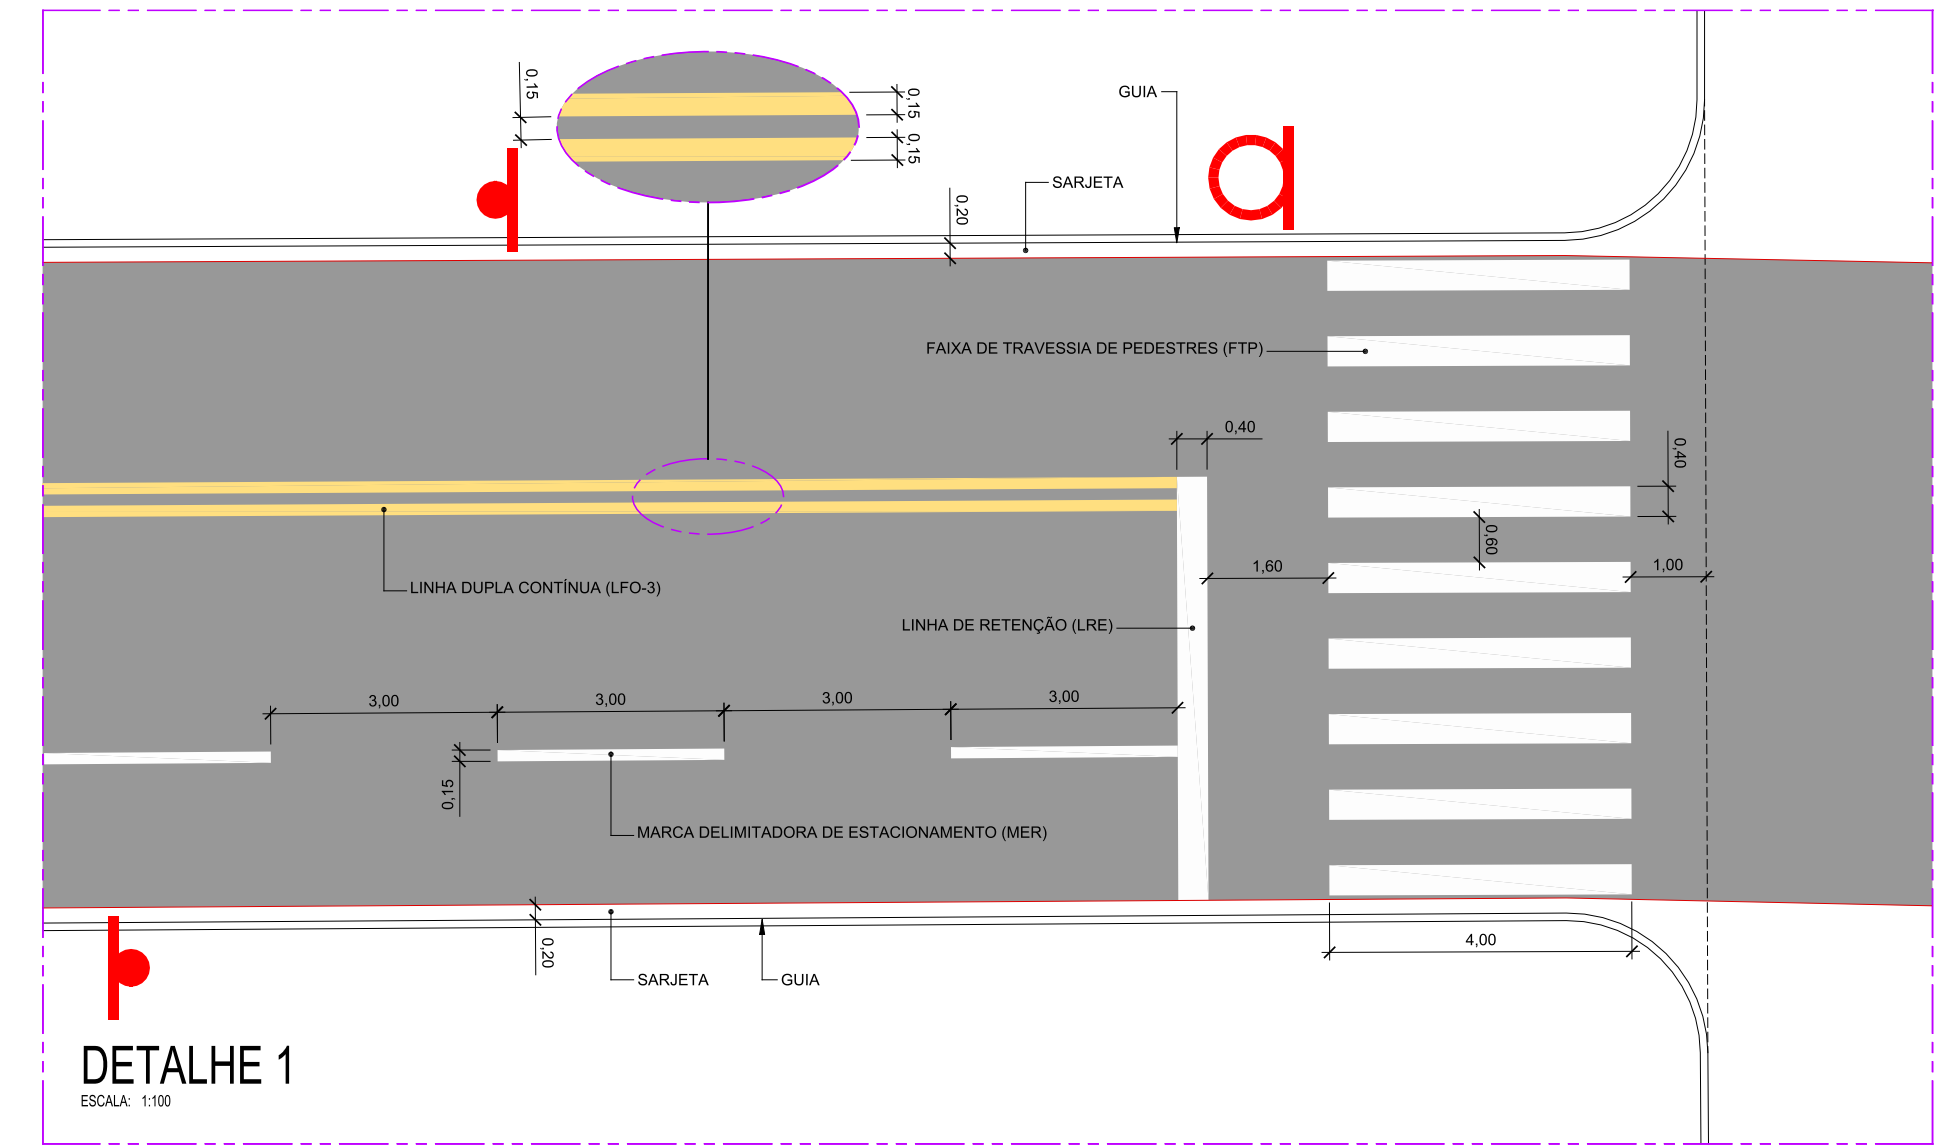 0,15
0,15
0,15
GUIA
SARJETA
0,20
FAIXA DE TRAVESSIA DE PEDESTRES (FTP)
0,40
0,40
0,60
1,60
1,00
LINHA DUPLA CONTÍNUA (LFO-3)
LINHA DE RETENÇÃO (LRE)
3,00
3,00
3,00
3,00
0,15
MARCA DELIMITADORA DE ESTACIONAMENTO (MER)
4,00
0,20
SARJETA
GUIA
DETALHE 1
ESCALA: 1:100